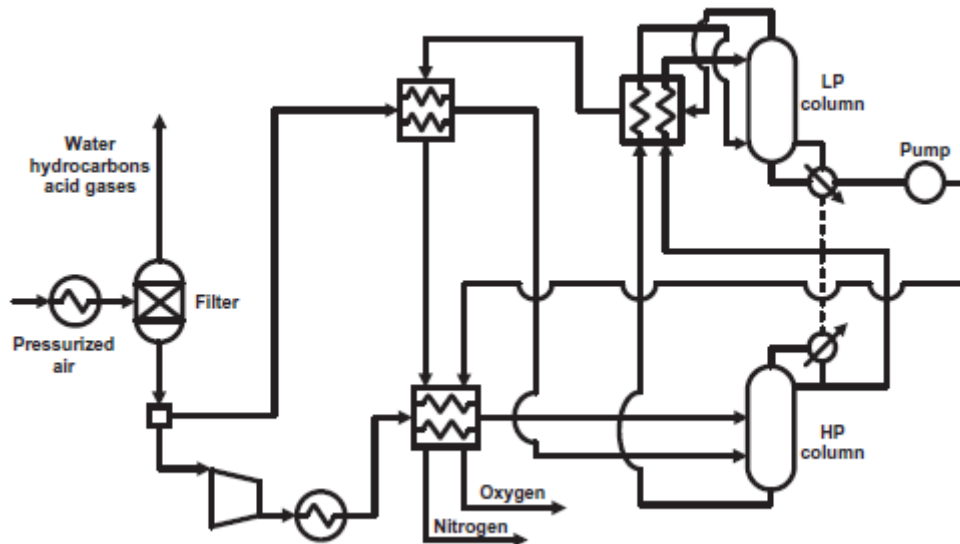 LP
column
Pump
Water
hydrocarbons
acid gases
Filter
Pressurized
air
HP
column
Oxygen
Nitrogen